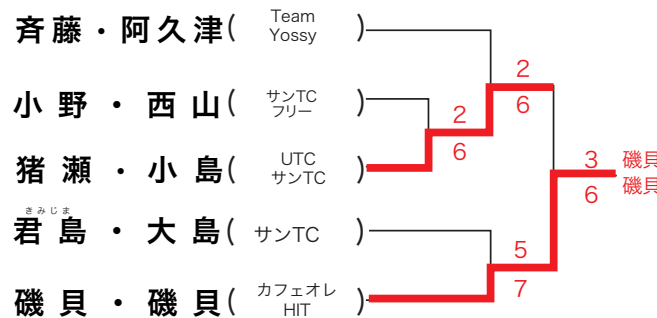 斉藤・阿久津( Team Yossy )
小野・西山( サンTC フリー )
猪瀬・小島( UTC サンTC )
きみじま
君島・大島( サンTC )
磯貝・磯貝( カフェオレ HIT )
2
6
2
6
5
7
3
6
磯貝
磯貝